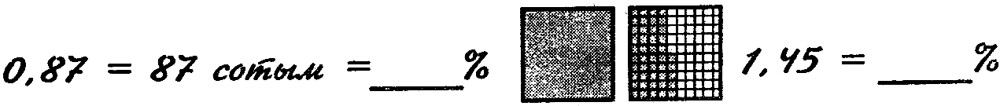 0,87 = 87 сотым = ____% 1,45 = ____%